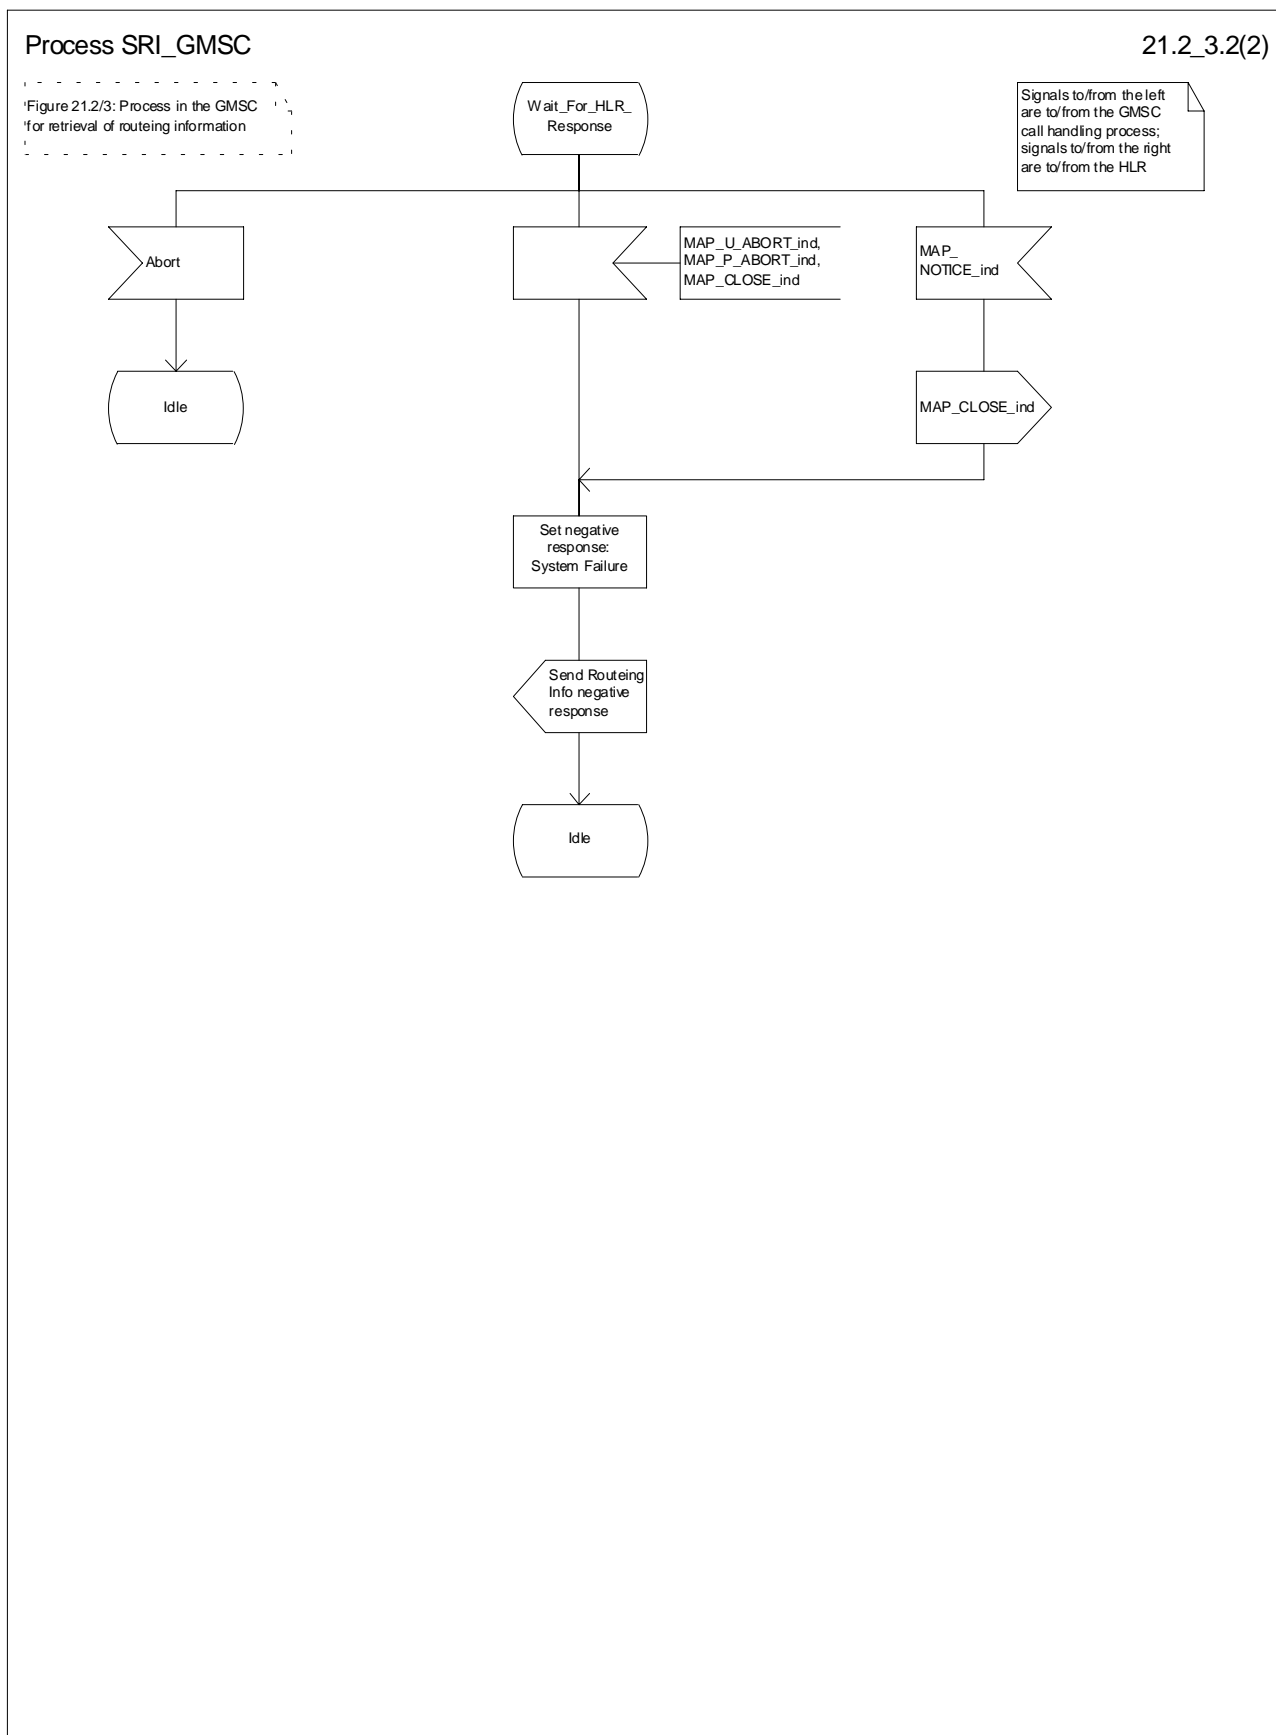 Process SRI_GMSC
21.2_3.2(2)
Figure 21.2/3: Process in the GMSC
for retrieval of routeing information
Wait_For_HLR_
Response
Signals to/from the left
are to/from the GMSC
call handling process;
signals to/from the right
are to/from the HLR
Abort
MAP_U_ABORT_ind,
MAP_P_ABORT_ind,
MAP_CLOSE_ind
MAP_
NOTICE_ind
Idle
MAP_CLOSE_ind
Set negative
response:
System Failure
Send Routeing
Info negative
response
Idle